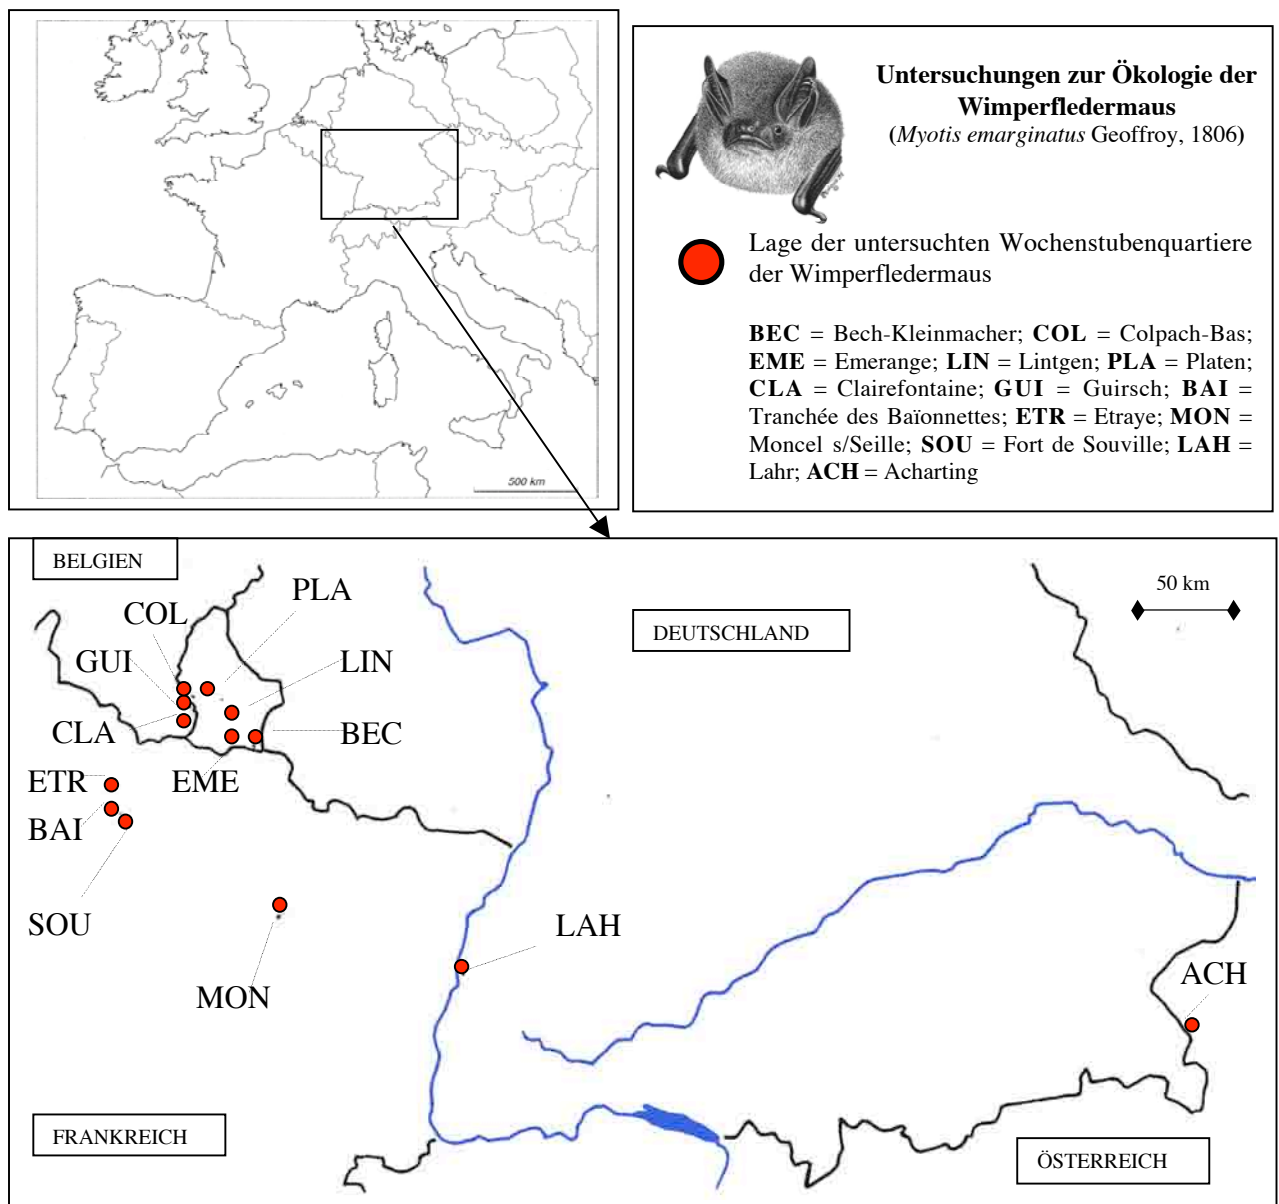 500 km
Untersuchungen zur Ökologie der
Wimperfledermaus
(Myotis emarginatus Geoffroy, 1806)
Lage der untersuchten Wochenstubenquartiere
der Wimperfledermaus
BEC = Bech-Kleinmacher; COL = Colpach-Bas;
EME = Emerange; LIN = Lintgen; PLA = Platen;
CLA = Clairefontaine; GUI = Guirsch; BAI =
Tranchée des Baïonnettes; ETR = Etraye; MON =
Moncel s/Seille; SOU = Fort de Souville; LAH =
Lahr; ACH = Acharting
BELGIEN
50 km
PLA
COL
DEUTSCHLAND
GUI
LIN
CLA
BEC
ETR
EME
BAI
SOU
LAH
ACH
MON
FRANKREICH
ÖSTERREICH